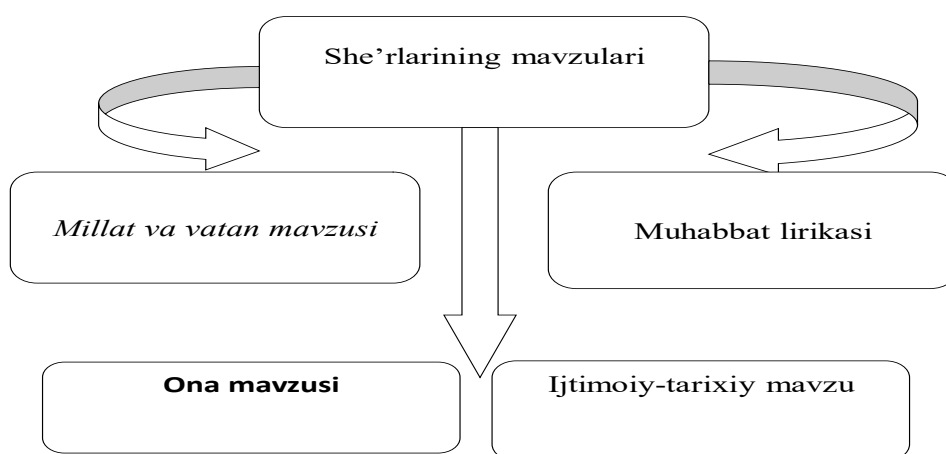 She’rlarining mavzulari
Millat va vatan mavzusi
Muhabbat lirikasi
Ona mavzusi
Ijtimoiy-tarixiy mavzu